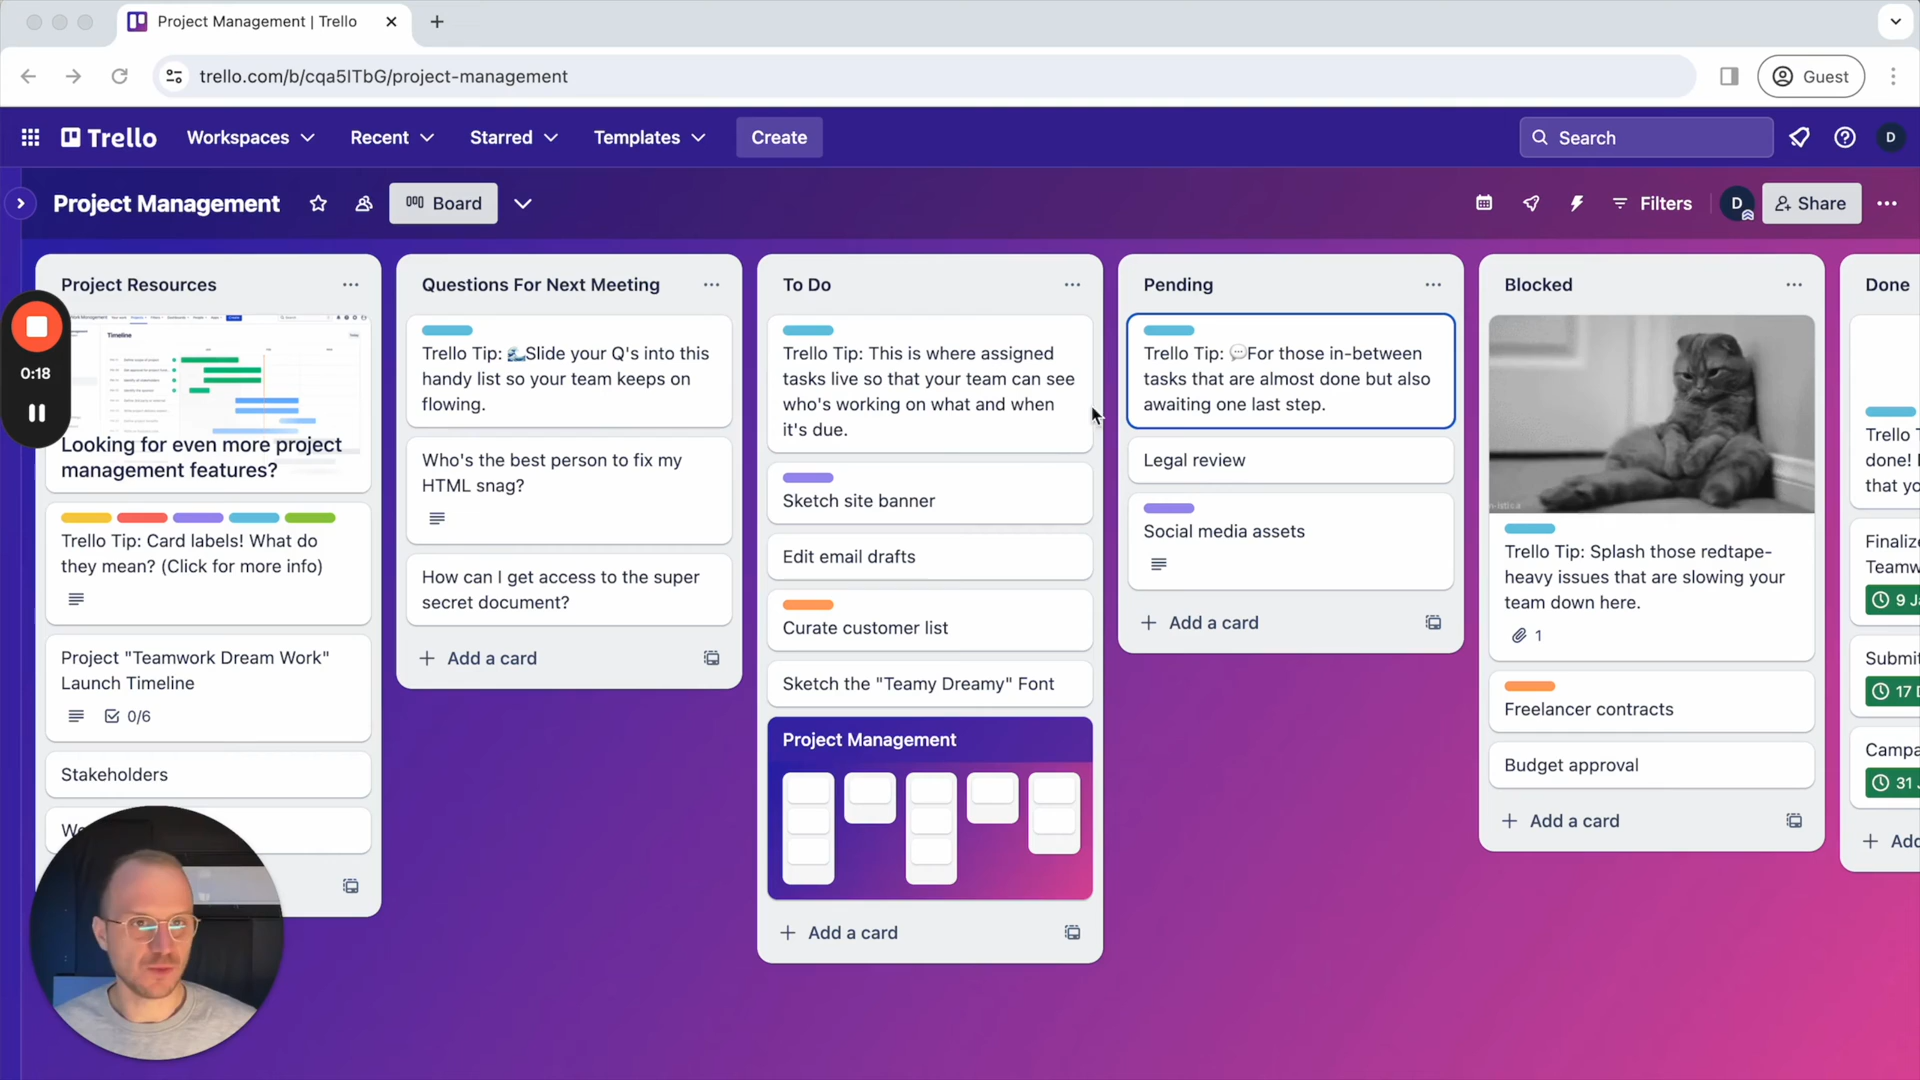 Project Management | Trello
trello.com/b/cqa5ITbG/project-management
Guest
Trello
Workspaces
Recent
Starred
Templates
Create
Search
D
Project Management
Board
Filters
D
Share
Project Resources
Timeline
Looking for even more project
management features?
Trello Tip: Card labels! What do
they mean? (Click for more info)
Project "Teamwork Dream Work"
Launch Timeline
0/6
Stakeholders
0:18
Questions For Next Meeting
Trello Tip: 🌊Slide your Q's into this
handy list so your team keeps on
flowing.
Who's the best person to fix my
HTML snag?
How can I get access to the super
secret document?
Add a card
To Do
Trello Tip: This is where assigned
tasks live so that your team can see
who's working on what and when
it's due.
Sketch site banner
Edit email drafts
Curate customer list
Sketch the "Teamy Dreamy" Font
Project Management
Add a card
Pending
Trello Tip: 💬For those in-between
tasks that are almost done but also
awaiting one last step.
Legal review
Social media assets
Add a card
Blocked
Trello Tip: Splash those redtape-
heavy issues that are slowing your
team down here.
1
Freelancer contracts
Budget approval
Add a card
Done
Trello T
done! 
that yo
Finalize
Teamw
9 Ja
Submit
17 D
Campa
31 J
Add